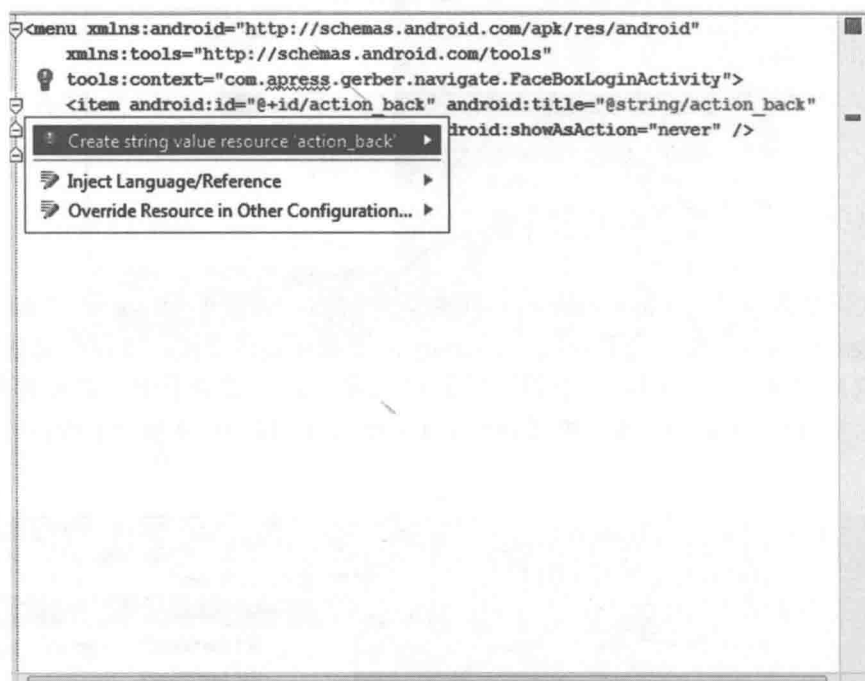 <menu xmlns:android="http://schemas.android.com/apk/res/android"
xmlns:tools="http://schemas.android.com/tools"
tools:context="com.apress.gerber.navigate.FaceBoxLoginActivity">
<item android:id="@+id/action_back" android:title="@string/action_back"
Create string value resource 'action_back'
droid:showAsAction="never" />
Inject Language/Reference
Override Resource in Other Configuration...